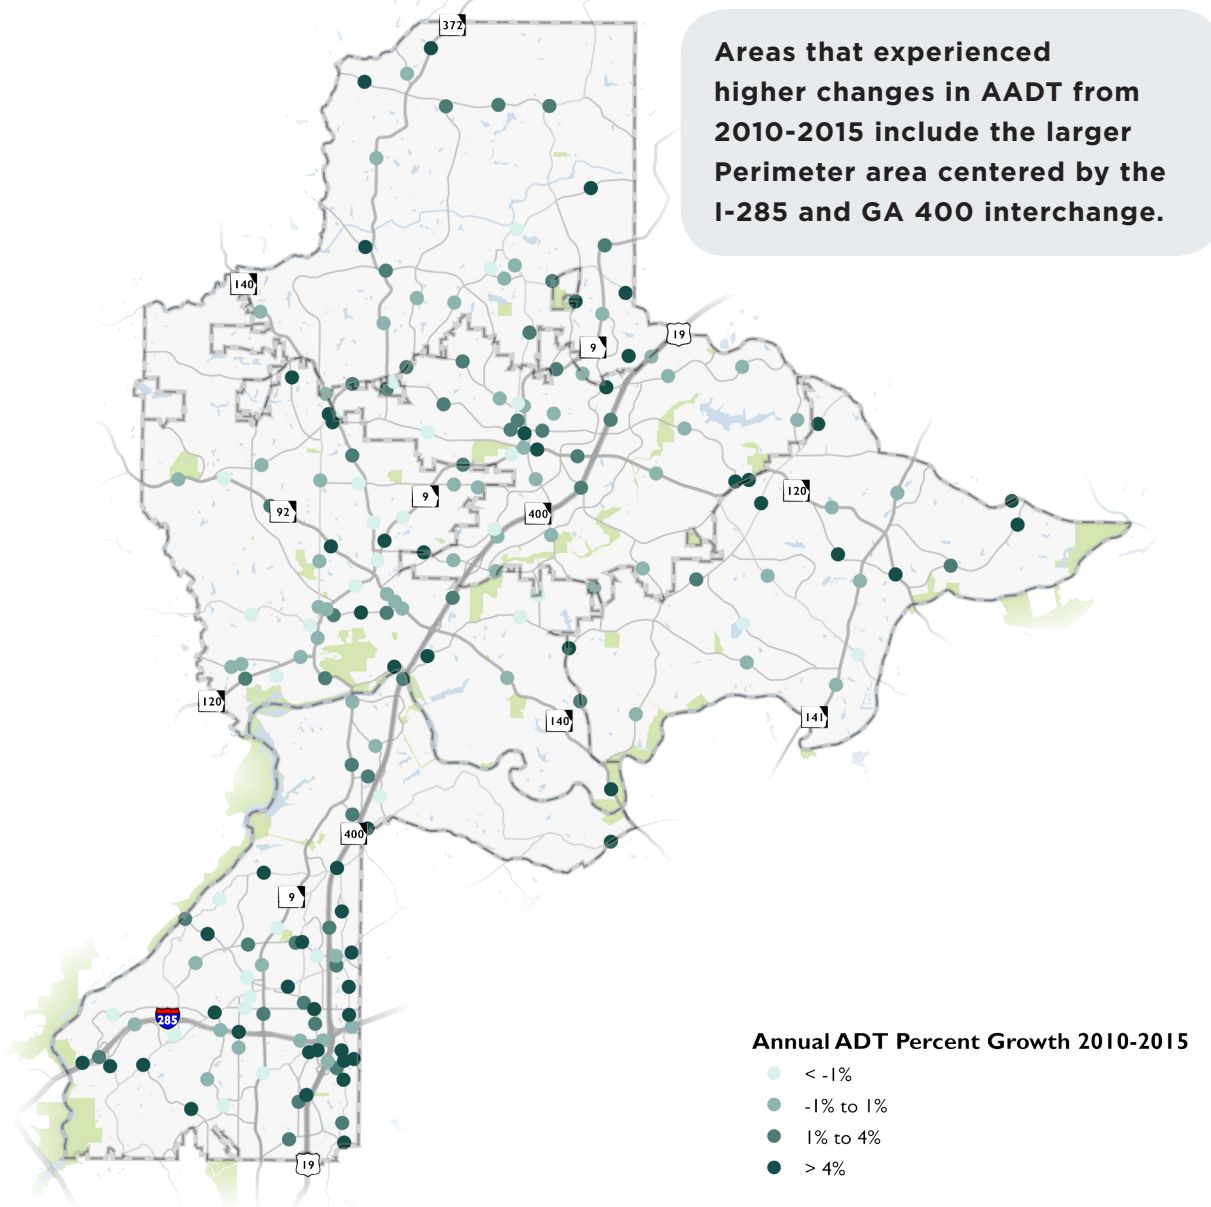 372
Areas that experienced
higher changes in AADT from
2010-2015 include the larger
Perimeter area centered by the
I-285 and GA 400 interchange.
140
19
9
120
9
92
400
120
140
141
400
9
285
19
Annual ADT Percent Growth 2010-2015
< -1%
-1% to 1%
1% to 4%
> 4%